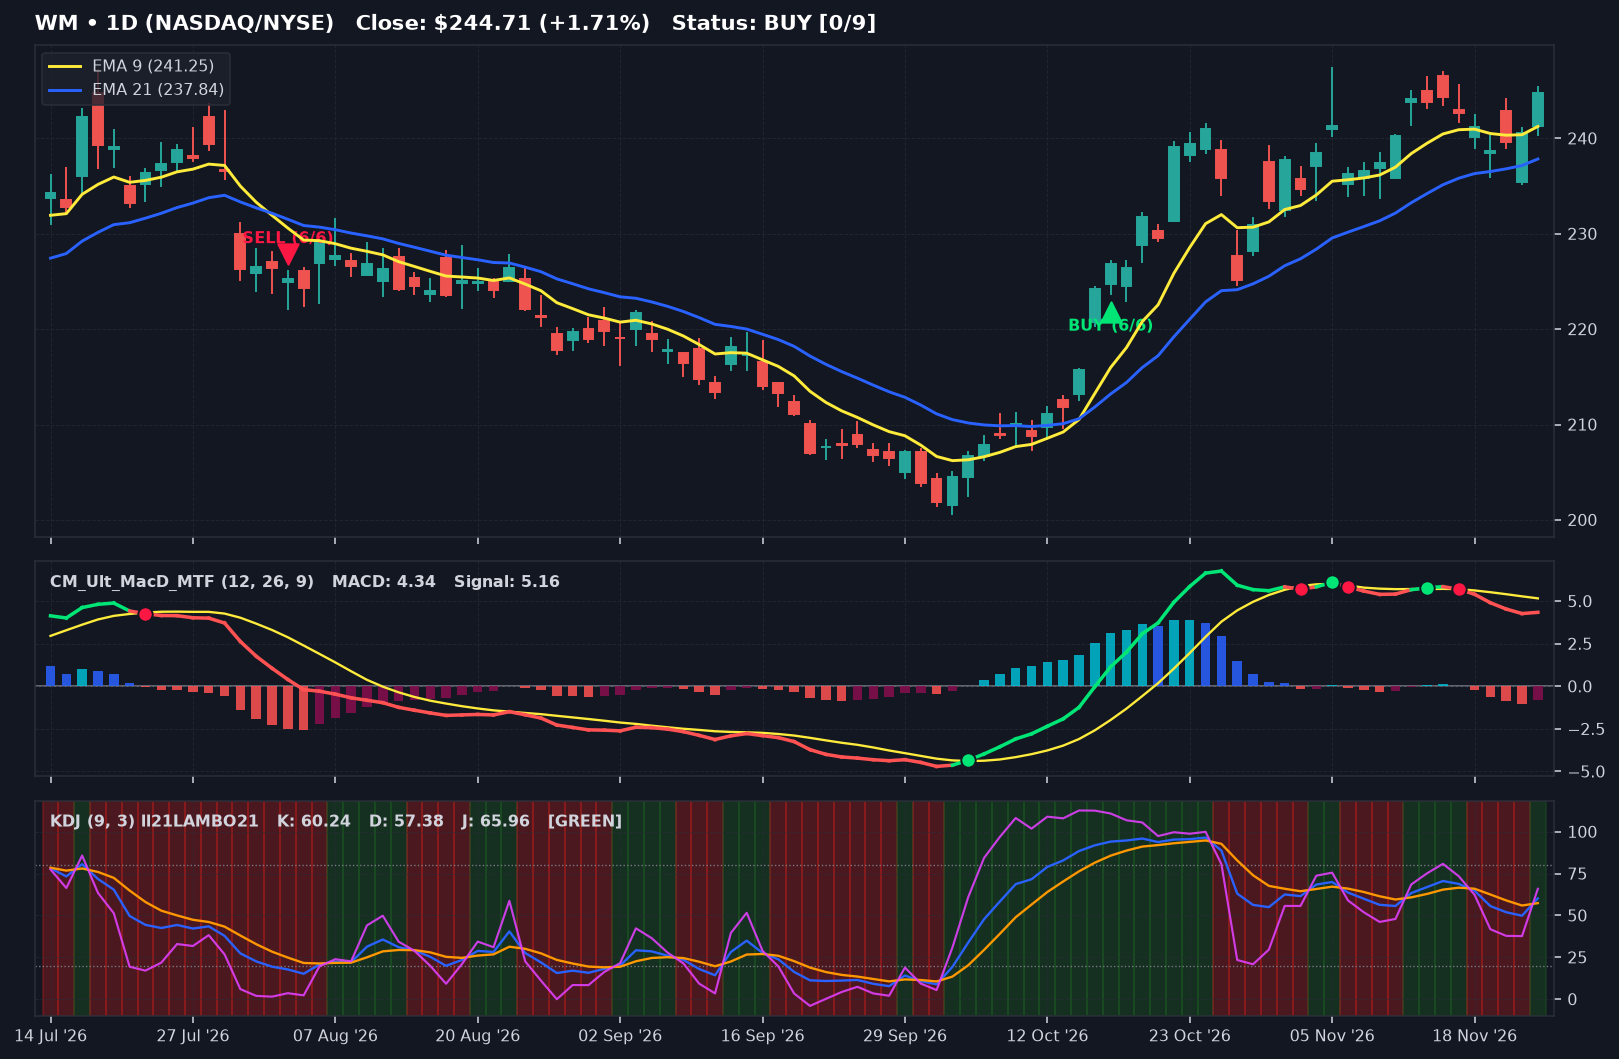 WM • 1D (NASDAQ/NYSE)   Close: $244.71 (+1.71%)   Status: BUY [0/9]
EMA 9 (241.25)
EMA 21 (237.84)
240
230
220
210
200
SELL (6/6)
BUY (6/6)
CM_Ult_MacD_MTF (12, 26, 9)   MACD: 4.34   Signal: 5.16
5.0
2.5
0.0
−2.5
−5.0
KDJ (9, 3) II21LAMBO21   K: 60.24   D: 57.38   J: 65.96   [GREEN]
100
75
50
25
0
14 Jul '26   27 Jul '26   07 Aug '26   20 Aug '26   02 Sep '26   16 Sep '26   29 Sep '26   12 Oct '26   23 Oct '26   05 Nov '26   18 Nov '26